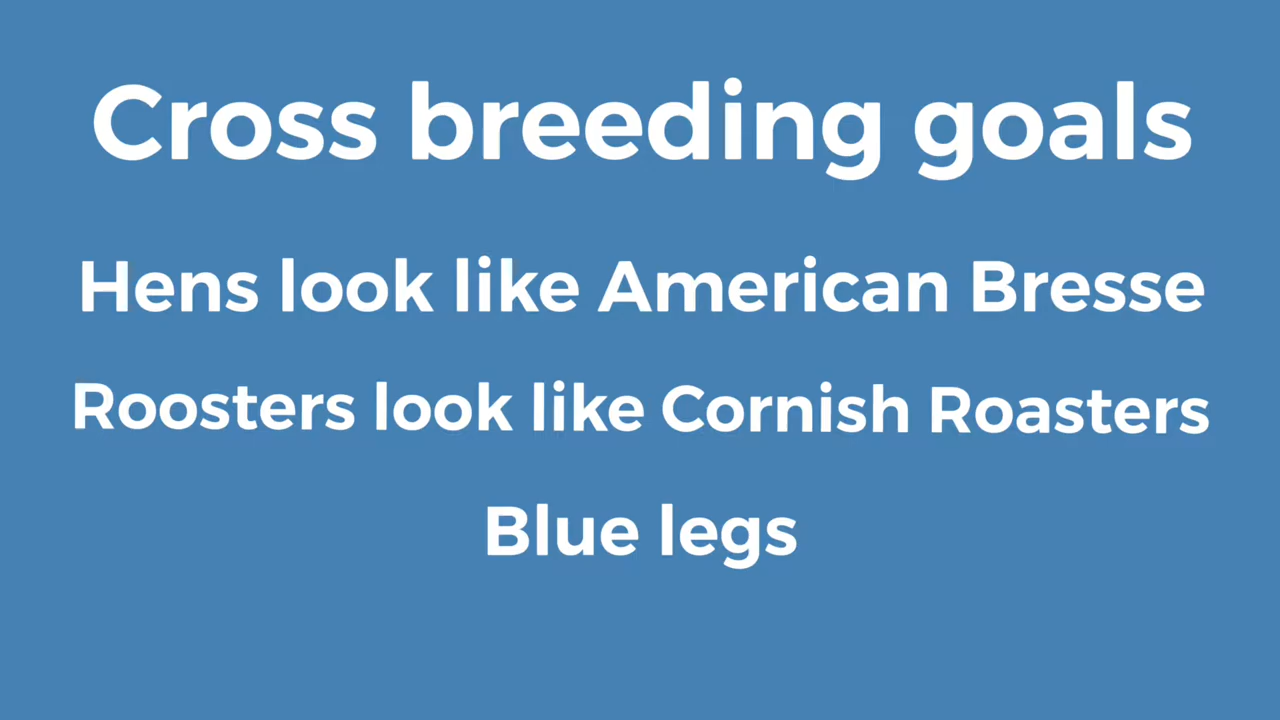 Cross breeding goals
Hens look like American Bresse
Roosters look like Cornish Roasters
Blue legs